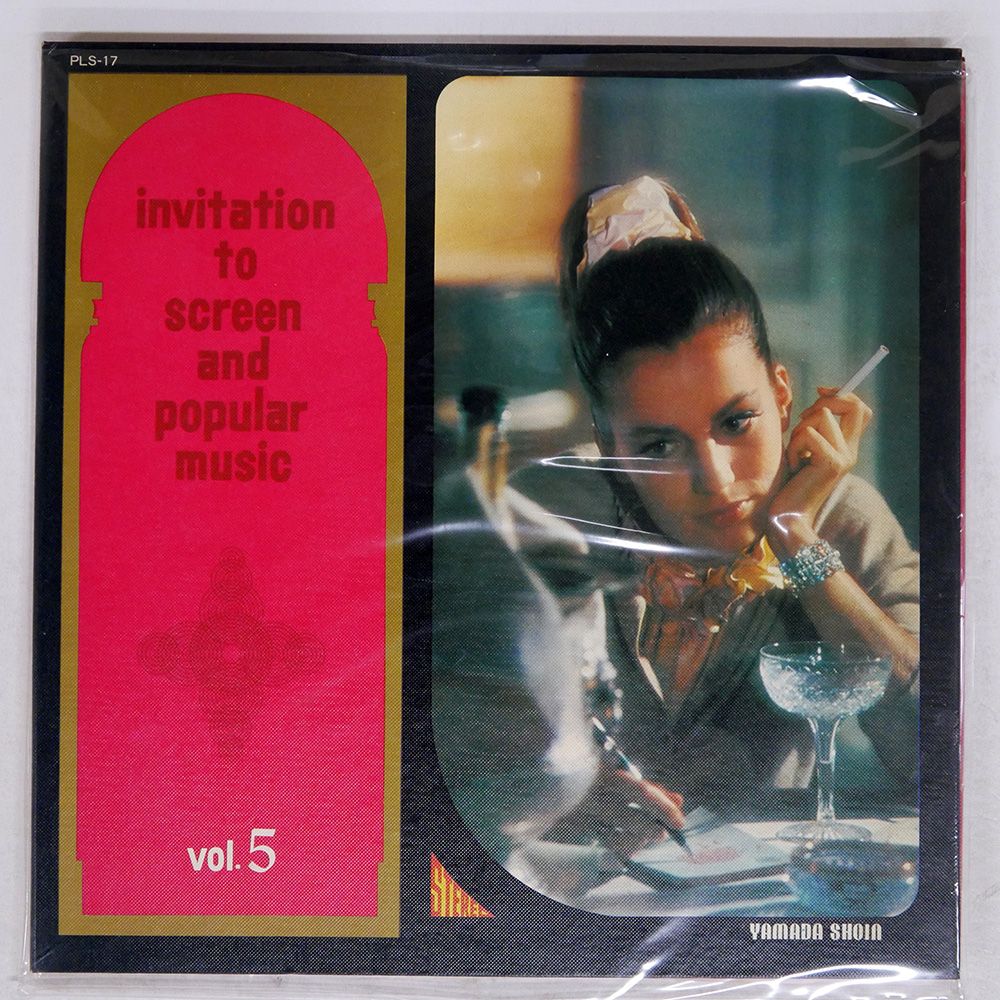 PLS-17
invitation
to
screen
and
popular
music
vol. 5
STEREO
YAMADA SHOIN